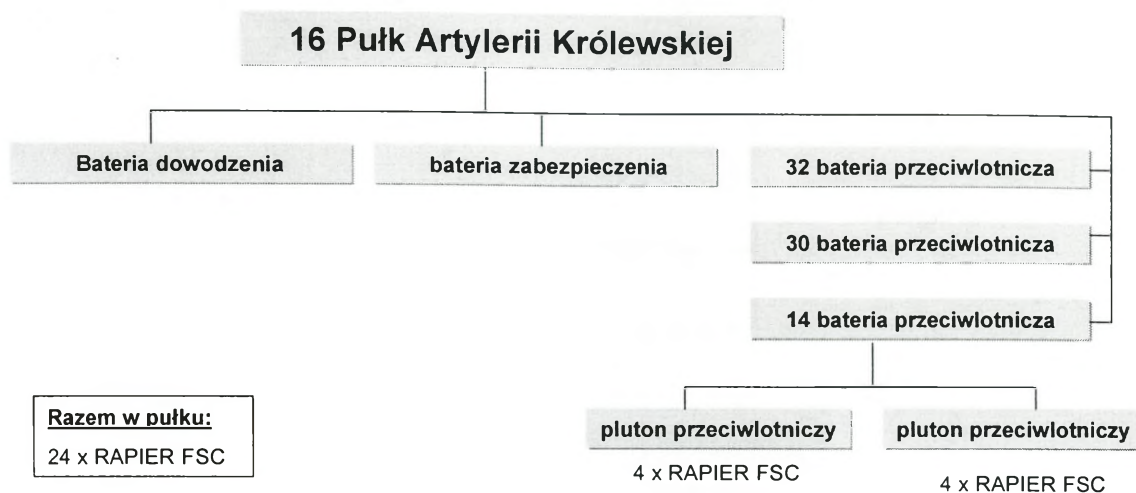 16 Pułk Artylerii Królewskiej
Bateria dowodzenia
bateria zabezpieczenia
32 bateria przeciwlotnicza
30 bateria przeciwlotnicza
14 bateria przeciwlotnicza
Razem w pułku:
24 x RAPIER FSC
pluton przeciwlotniczy
pluton przeciwlotniczy
4 x RAPIER FSC
4 x RAPIER FSC